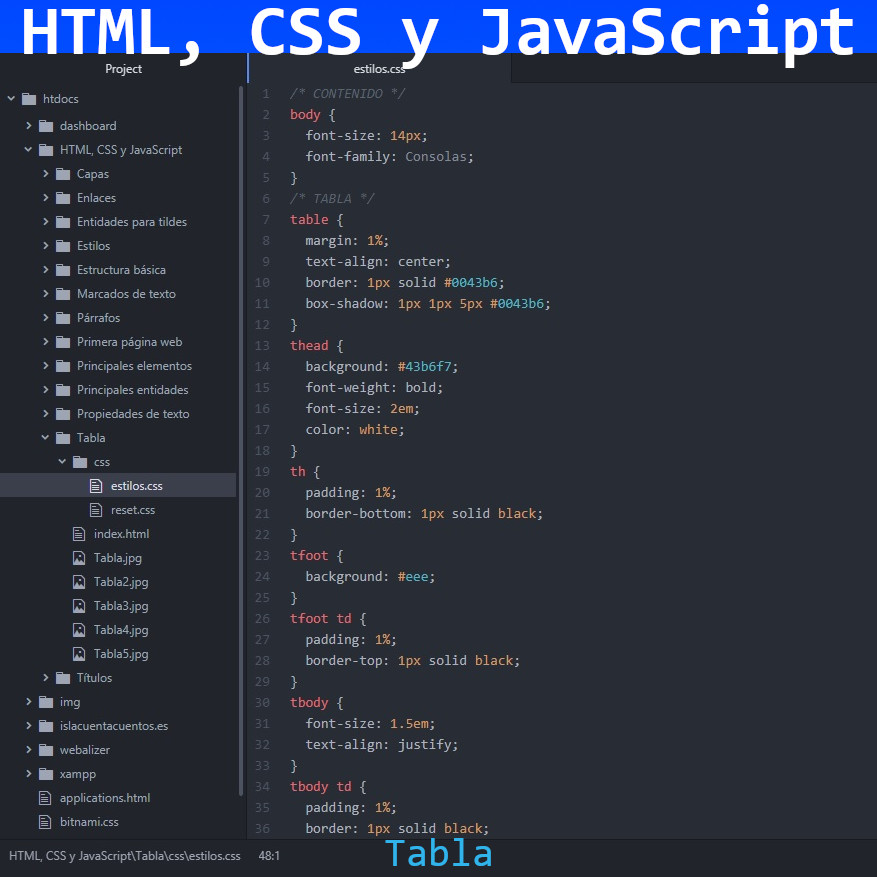 HTML, CSS y JavaScript
Project
htdocs
dashboard
HTML, CSS y JavaScript
Capas
Enlaces
Entidades para tildes
Estilos
Estructura básica
Marcados de texto
Párrafos
Primera página web
Principales elementos
Principales entidades
Propiedades de texto
Tabla
css
estilos.css
reset.css
index.html
Tabla.jpg
Tabla2.jpg
Tabla3.jpg
Tabla4.jpg
Tabla5.jpg
Títulos
img
islacuentacuentos.es
webalizer
xampp
applications.html
bitnami.css
estilos.css
1 /* CONTENIDO */
2 body {
3 font-size: 14px;
4 font-family: Consolas;
5 }
6 /* TABLA */
7 table {
8 margin: 1%;
9 text-align: center;
10 border: 1px solid #0043b6;
11 box-shadow: 1px 1px 5px #0043b6;
12 }
13 thead {
14 background: #43b6f7;
15 font-weight: bold;
16 font-size: 2em;
17 color: white;
18 }
19 th {
20 padding: 1%;
21 border-bottom: 1px solid black;
22 }
23 tfoot {
24 background: #eee;
25 }
26 tfoot td {
27 padding: 1%;
28 border-top: 1px solid black;
29 }
30 tbody {
31 font-size: 1.5em;
32 text-align: justify;
33 }
34 tbody td {
35 padding: 1%;
36 border: 1px solid black;
HTML, CSS y JavaScript\Tabla\css\estilos.css 48:1
Tabla